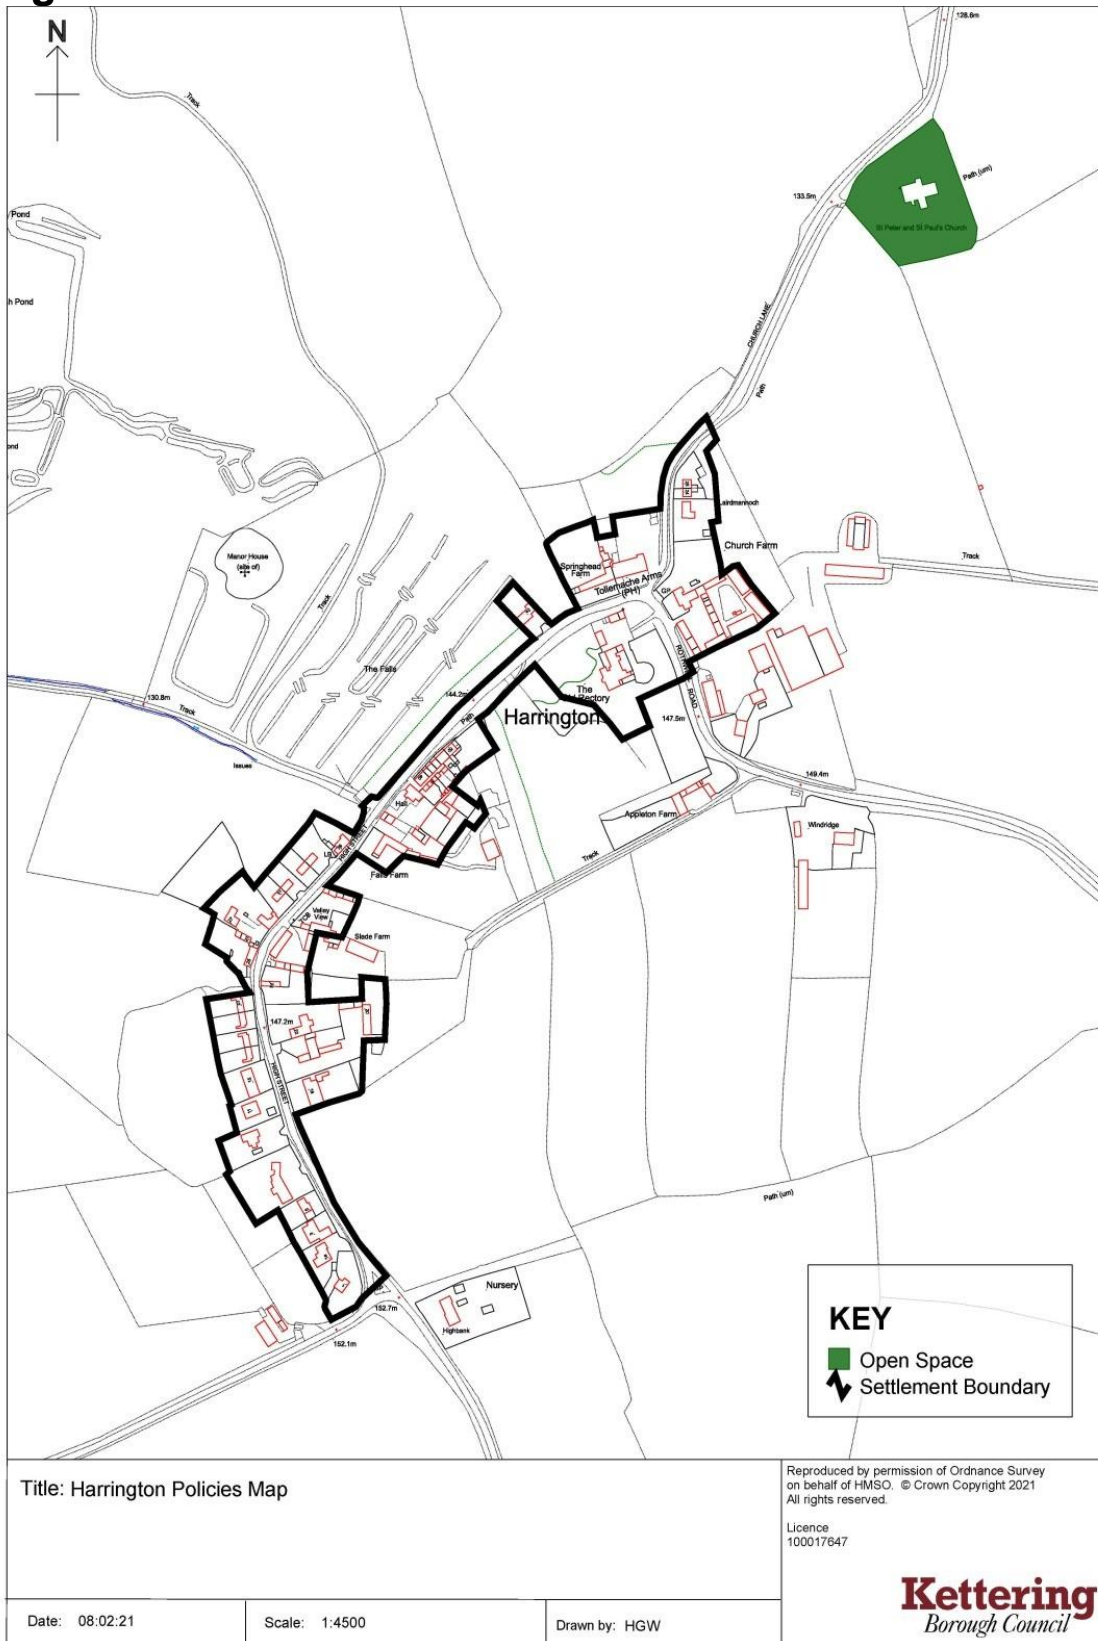 N
128.6m
Track
Path (um)
Pond
133.5m
St Peter and St Paul's Church
h Pond
CHURCH LANE
Path
ond
Lairdmannoch
Church Farm
Manor House
(site of)
Track
Springhead
Farm
Tollemache Arms
(PH)
GP
Track
The Falls
The
Rectory
ROAD
144.2m
130.8m
Track
Path
Harrington
147.5m
Issues
149.4m
Hall
Appleton Farm
Windridge
HIGH STREET
LB
Track
Falls Farm
Valley
View
Slade Farm
147.2m
HIGH STREET
Path (um)
Nursery
152.7m
Highbank
152.1m
KEY
Open Space
Settlement Boundary
Title: Harrington Policies Map
Reproduced by permission of Ordnance Survey
on behalf of HMSO. © Crown Copyright 2021
All rights reserved.
Licence
100017647
Kettering
Borough Council
Date: 08:02:21
Scale: 1:4500
Drawn by: HGW